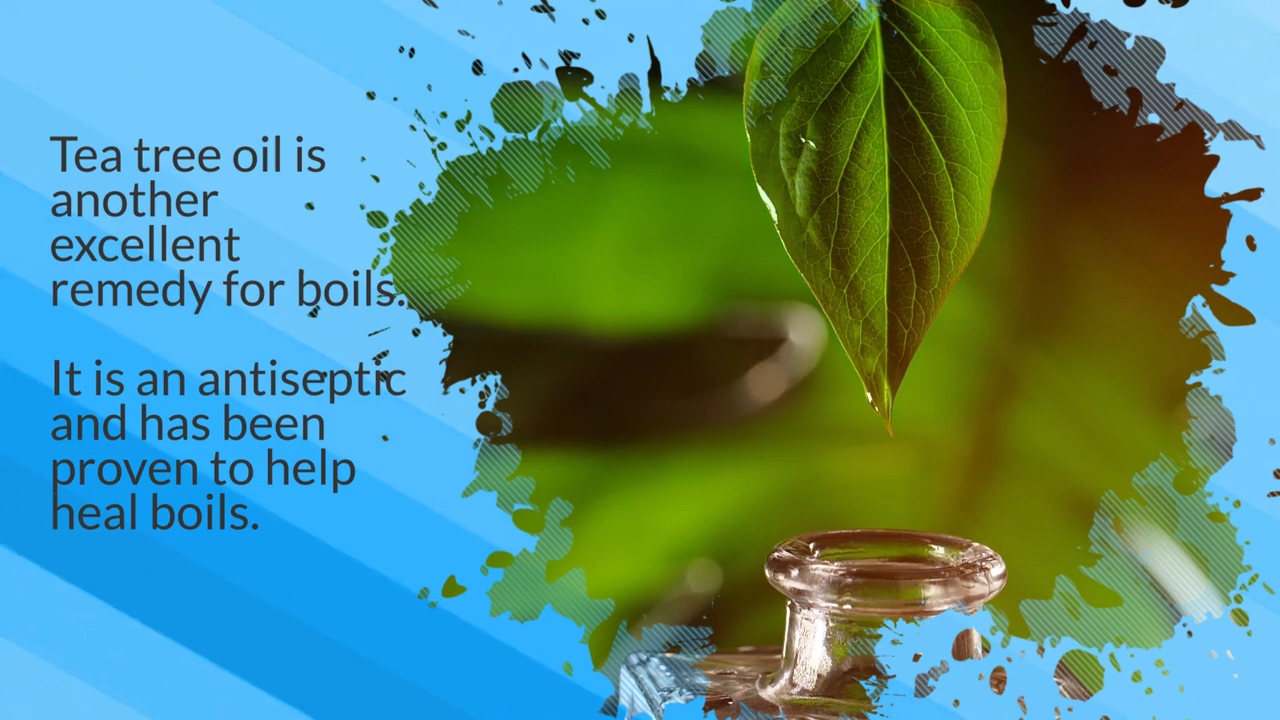 Tea tree oil is
another
excellent
remedy for boils.
It is an antiseptic
and has been
proven to help
heal boils.